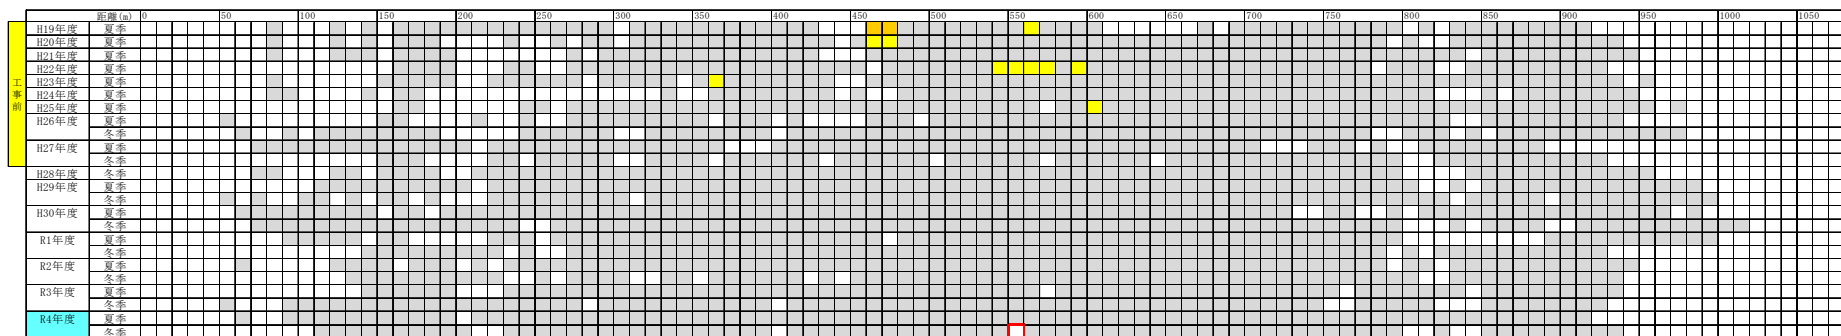 距離(m) 0 50 100 150 200 250 300 350 400 450 500 550 600 650 700 750 800 850 900 950 1000 1050
工事前
H19年度 夏季
H20年度 夏季
H21年度 夏季
H22年度 夏季
H23年度 夏季
H24年度 夏季
H25年度 夏季
H26年度 夏季
冬季
H27年度 夏季
冬季
H28年度 冬季
H29年度 夏季
冬季
H30年度 夏季
冬季
R1年度 夏季
冬季
R2年度 夏季
冬季
R3年度 夏季
冬季
R4年度 夏季
冬季